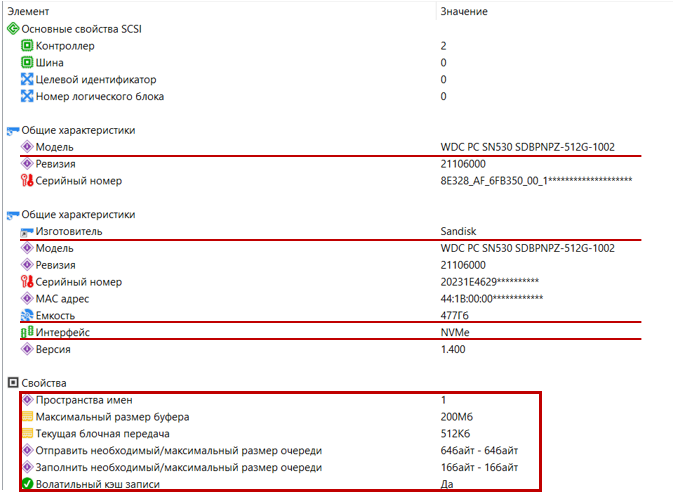 Элемент Значение
Основные свойства SCSI
Контроллер 2
Шина 0
Целевой идентификатор 0
Номер логического блока 0
Общие характеристики
Модель WDC PC SN530 SDBPNPZ-512G-1002
Ревизия 21106000
Серийный номер 8E328_AF_6FB350_00_1********************
Общие характеристики
Изготовитель Sandisk
Модель WDC PC SN530 SDBPNPZ-512G-1002
Ревизия 21106000
Серийный номер 20231E4629**********
MAC адрес 44:1B:00:00************
Емкость 477Гб
Интерфейс NVMe
Версия 1.400
Свойства
Пространства имен 1
Максимальный размер буфера 200Мб
Текущая блочная передача 512Кб
Отправить необходимый/максимальный размер очереди 64байт - 64байт
Заполнить необходимый/максимальный размер очереди 16байт - 16байт
Волатильный кэш записи Да